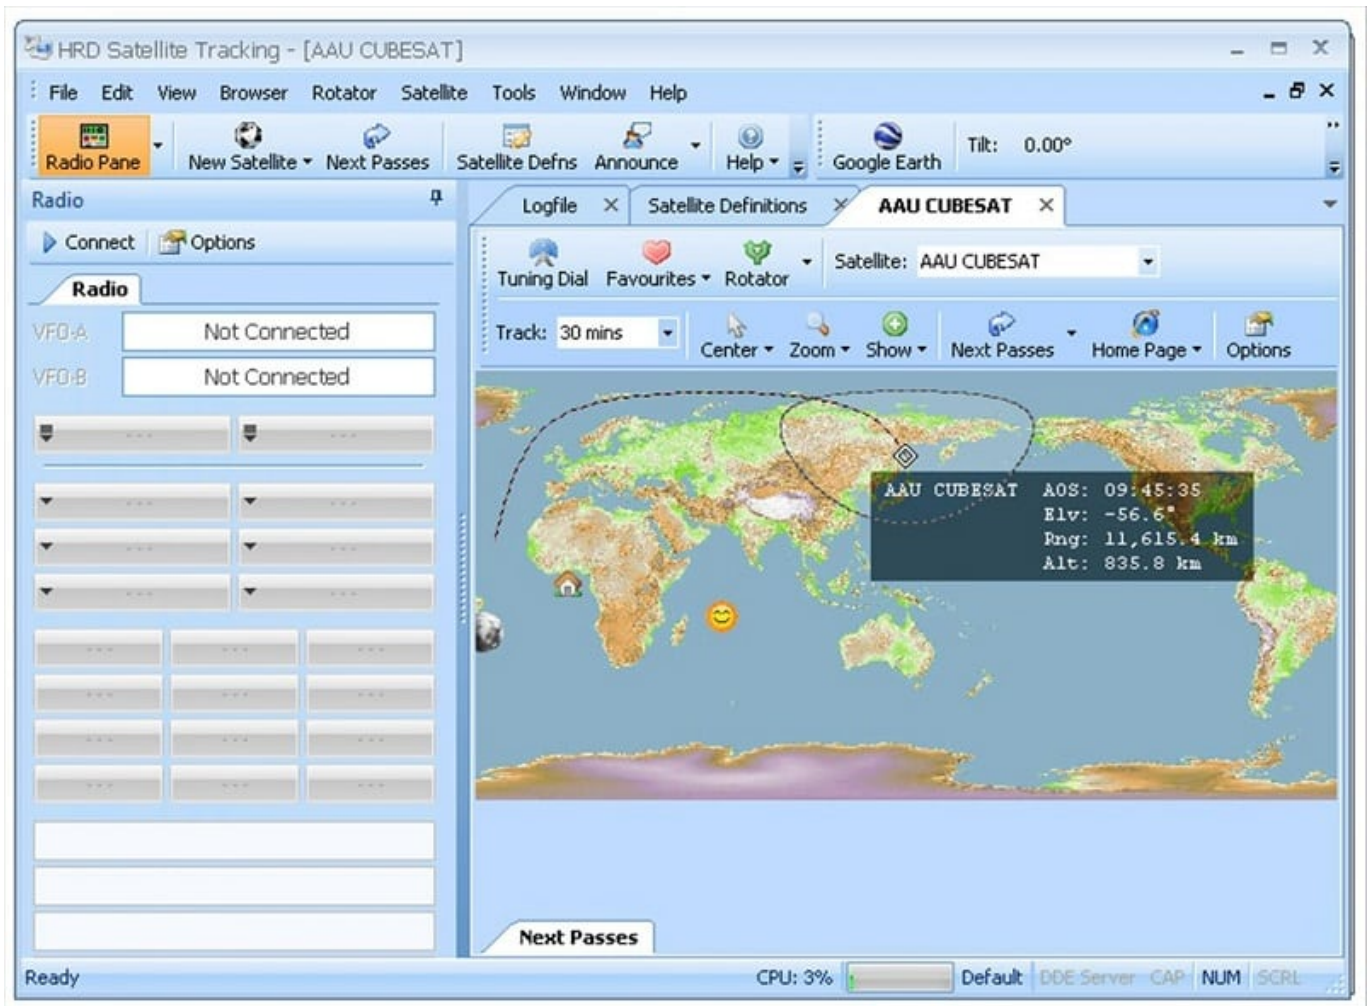 HRD Satellite Tracking - [AAU CUBESAT]
File Edit View Browser Rotator Satellite Tools Window Help
Radio Pane New Satellite Next Passes Satellite Defns Announce Help Google Earth Tilt: 0.00°
Radio
Connect Options
Radio
VFO-A Not Connected
VFO-B Not Connected
Logfile Satellite Definitions AAU CUBESAT
Tuning Dial Favourites Rotator Satellite: AAU CUBESAT
Track: 30 mins Center Zoom Show Next Passes Home Page Options
AAU CUBESAT AOS: 09:45:35
Elv: -56.6°
Rng: 11,615.4 km
Alt: 835.8 km
Next Passes
Ready CPU: 3% Default DDE Server CAP NUM SCRL